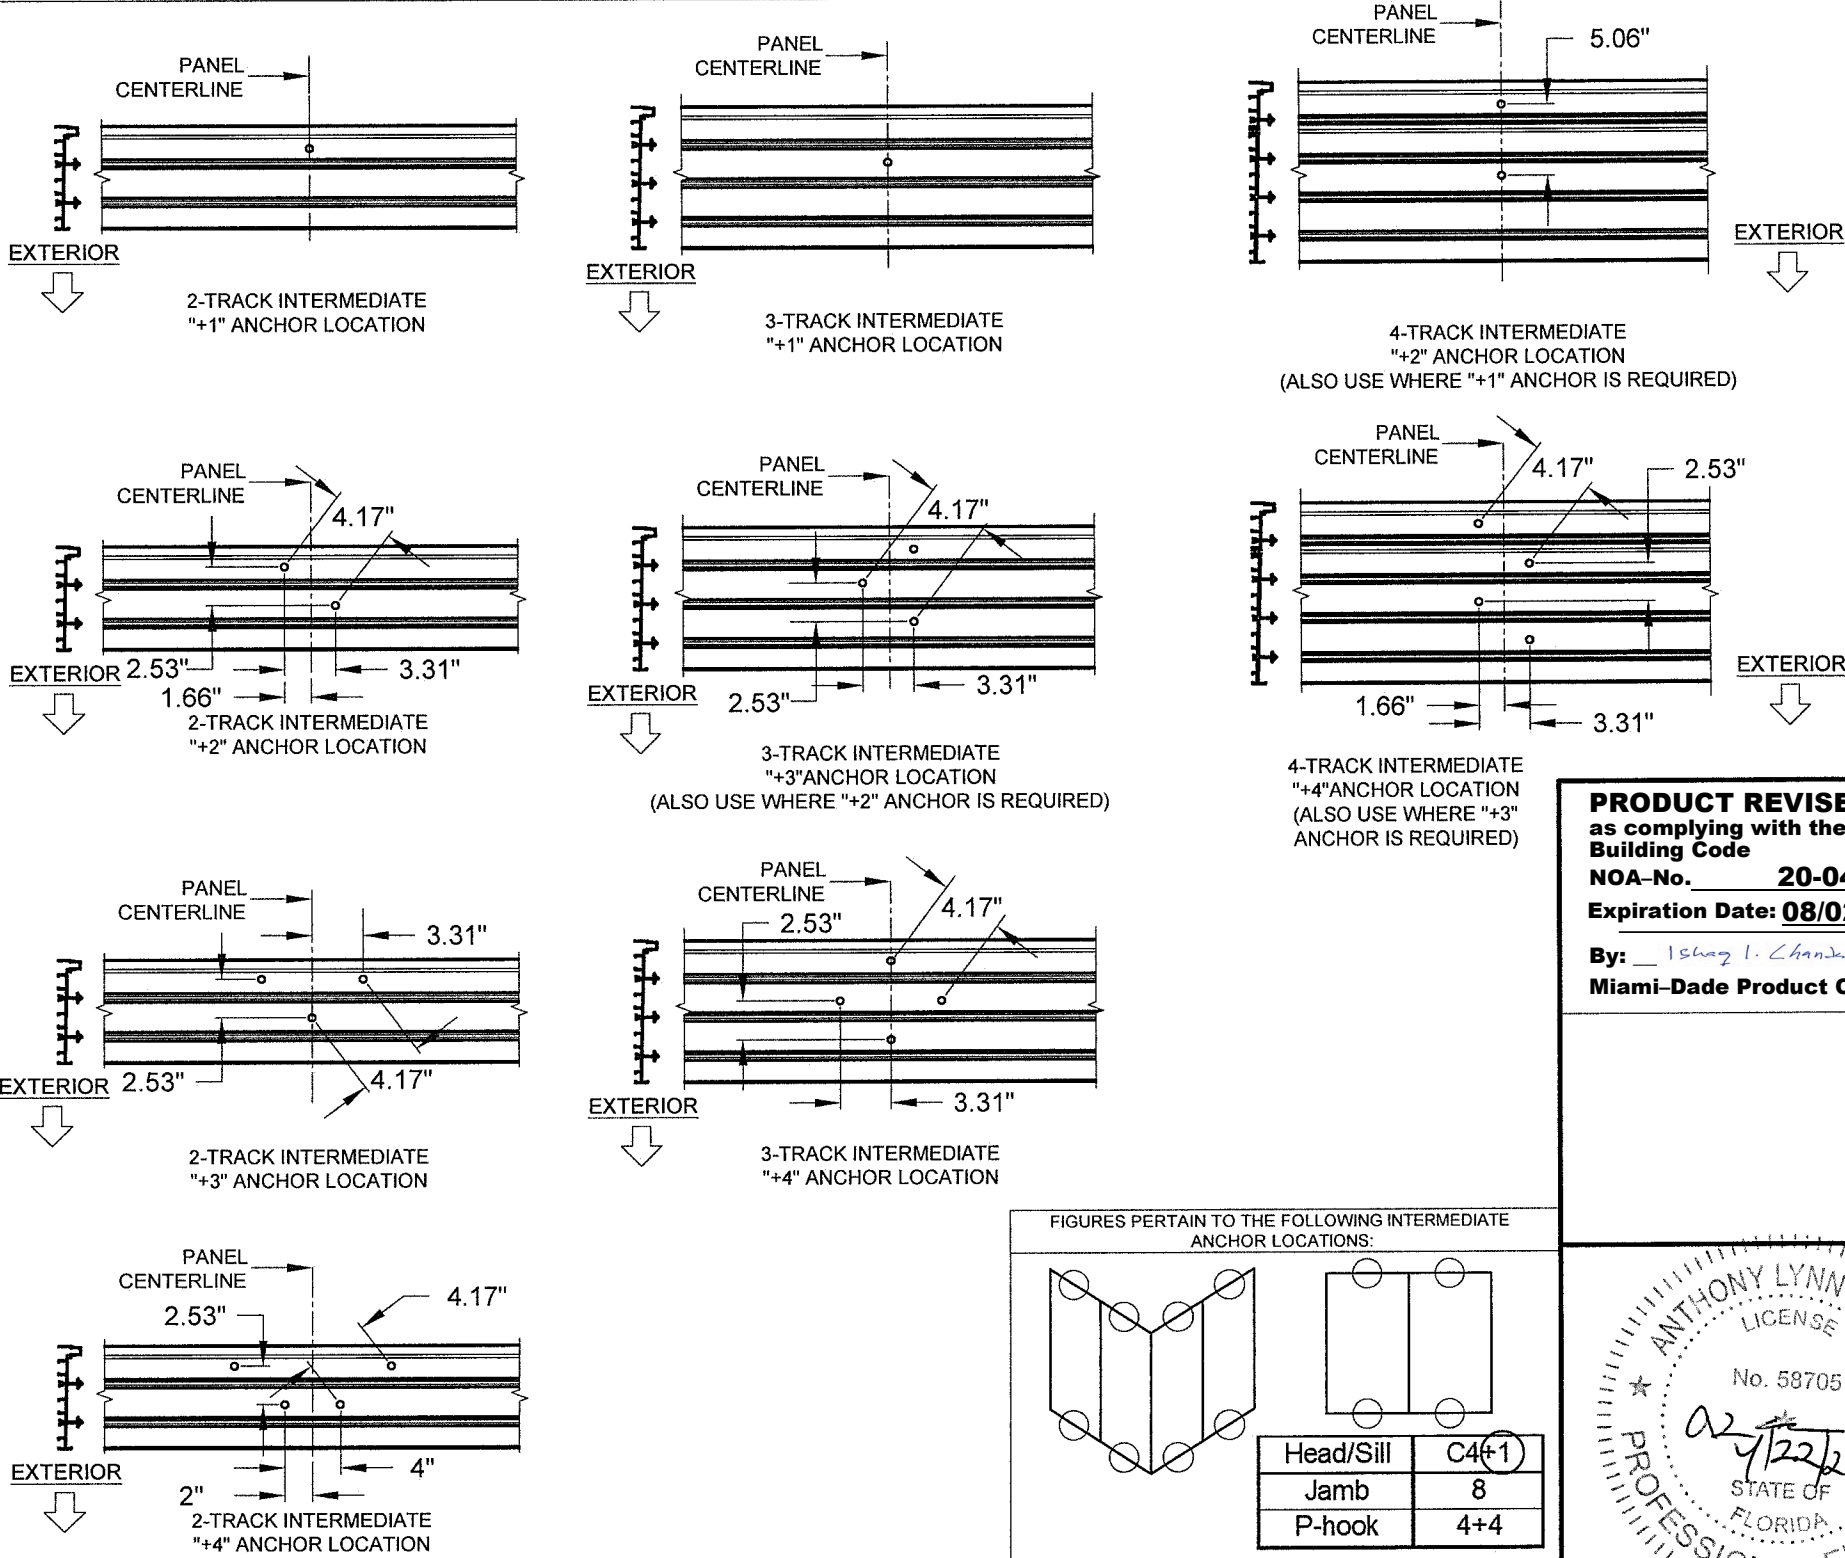 PANEL
CENTERLINE
EXTERIOR
2-TRACK INTERMEDIATE
"+1" ANCHOR LOCATION
PANEL
CENTERLINE
EXTERIOR
3-TRACK INTERMEDIATE
"+1" ANCHOR LOCATION
PANEL
CENTERLINE
5.06"
EXTERIOR
4-TRACK INTERMEDIATE
"+2" ANCHOR LOCATION
(ALSO USE WHERE "+1" ANCHOR IS REQUIRED)
PANEL
CENTERLINE
4.17"
EXTERIOR
2.53"
3.31"
1.66"
2-TRACK INTERMEDIATE
"+2" ANCHOR LOCATION
PANEL
CENTERLINE
4.17"
EXTERIOR
2.53"
3.31"
3-TRACK INTERMEDIATE
"+3"ANCHOR LOCATION
(ALSO USE WHERE "+2" ANCHOR IS REQUIRED)
PANEL
CENTERLINE
4.17"
2.53"
EXTERIOR
1.66"
3.31"
4-TRACK INTERMEDIATE
"+4"ANCHOR LOCATION
(ALSO USE WHERE "+3"
ANCHOR IS REQUIRED)
PANEL
CENTERLINE
3.31"
EXTERIOR
2.53"
4.17"
2-TRACK INTERMEDIATE
"+3" ANCHOR LOCATION
PANEL
CENTERLINE
2.53"
4.17"
EXTERIOR
3.31"
3-TRACK INTERMEDIATE
"+4" ANCHOR LOCATION
PANEL
CENTERLINE
2.53"
4.17"
EXTERIOR
4"
2"
2-TRACK INTERMEDIATE
"+4" ANCHOR LOCATION
PRODUCT REVISE
as complying with the
Building Code
NOA–No. 20-04
Expiration Date: 08/02
By: Ishaq I.
Miami–Dade Product C
FIGURES PERTAIN TO THE FOLLOWING INTERMEDIATE
ANCHOR LOCATIONS:
Head/Sill C4+1
Jamb 8
P-hook 4+4
ANTHONY LYNN
LICENSE
No. 58705
STATE OF
FLORIDA
PROFESSIO